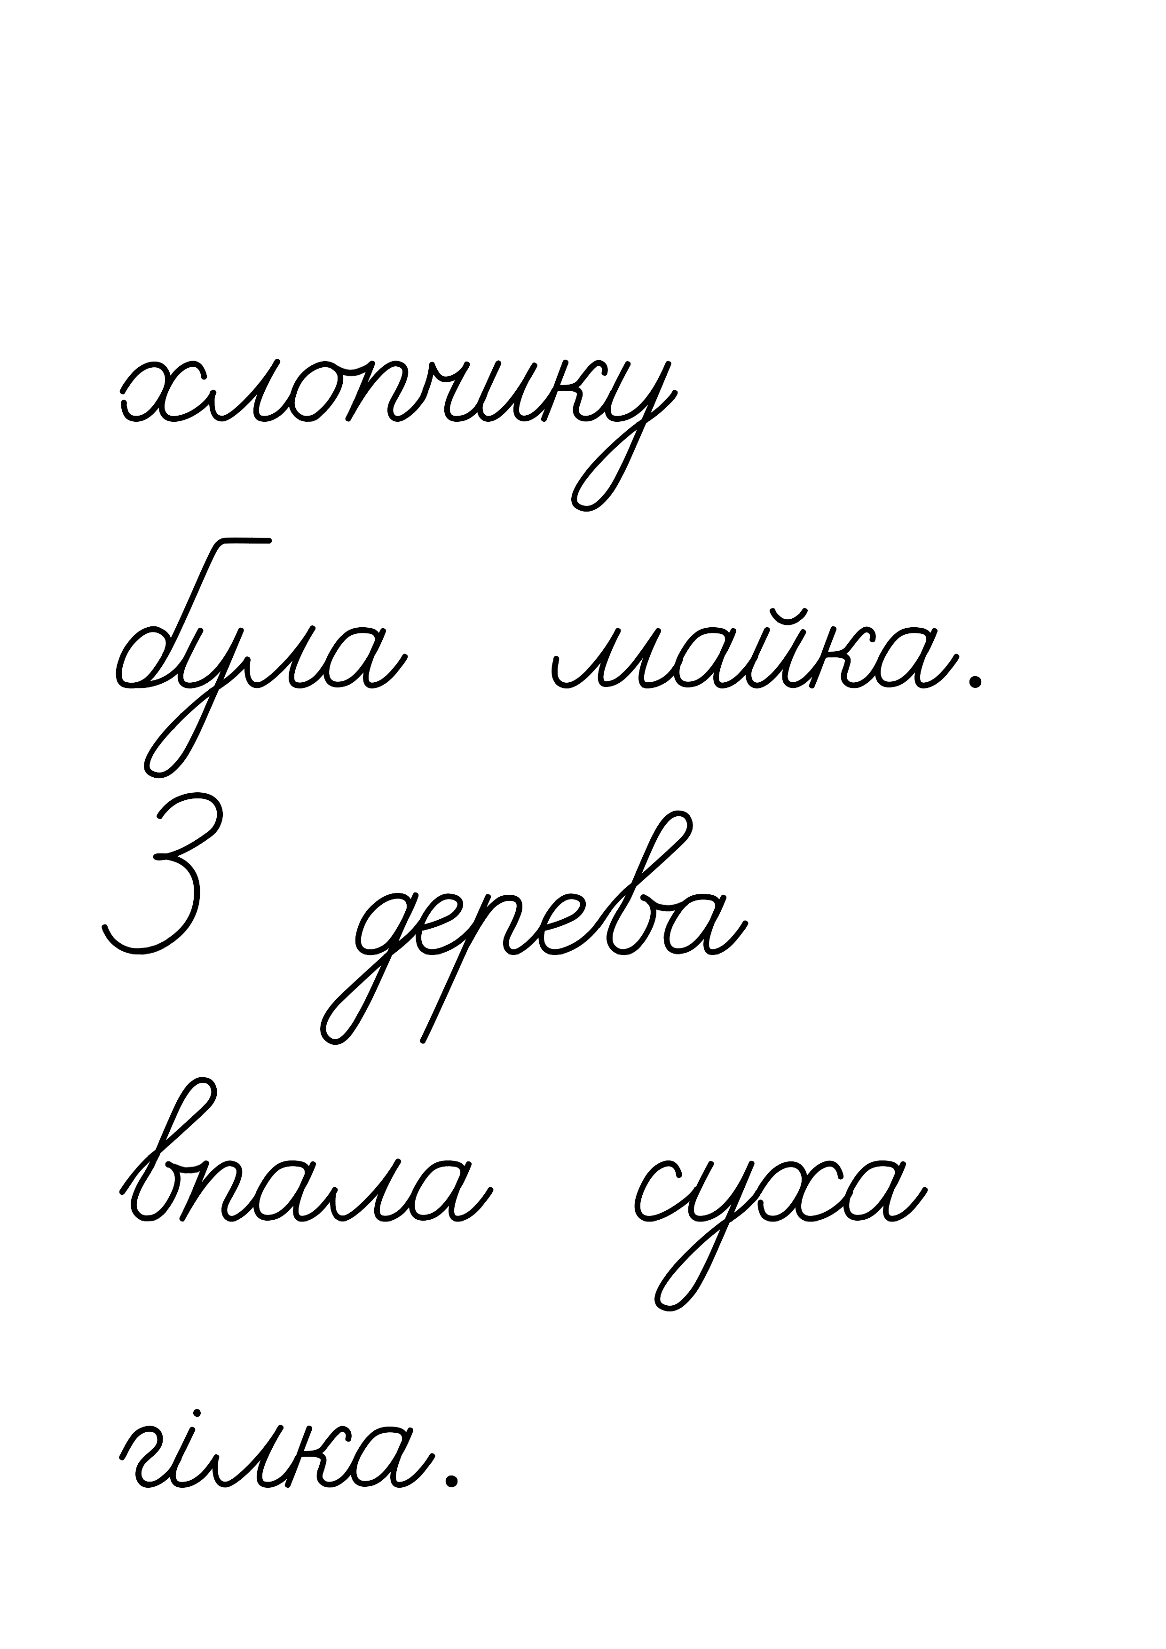 хлопчику
була майка.
З дерева
впала суха
гілка.